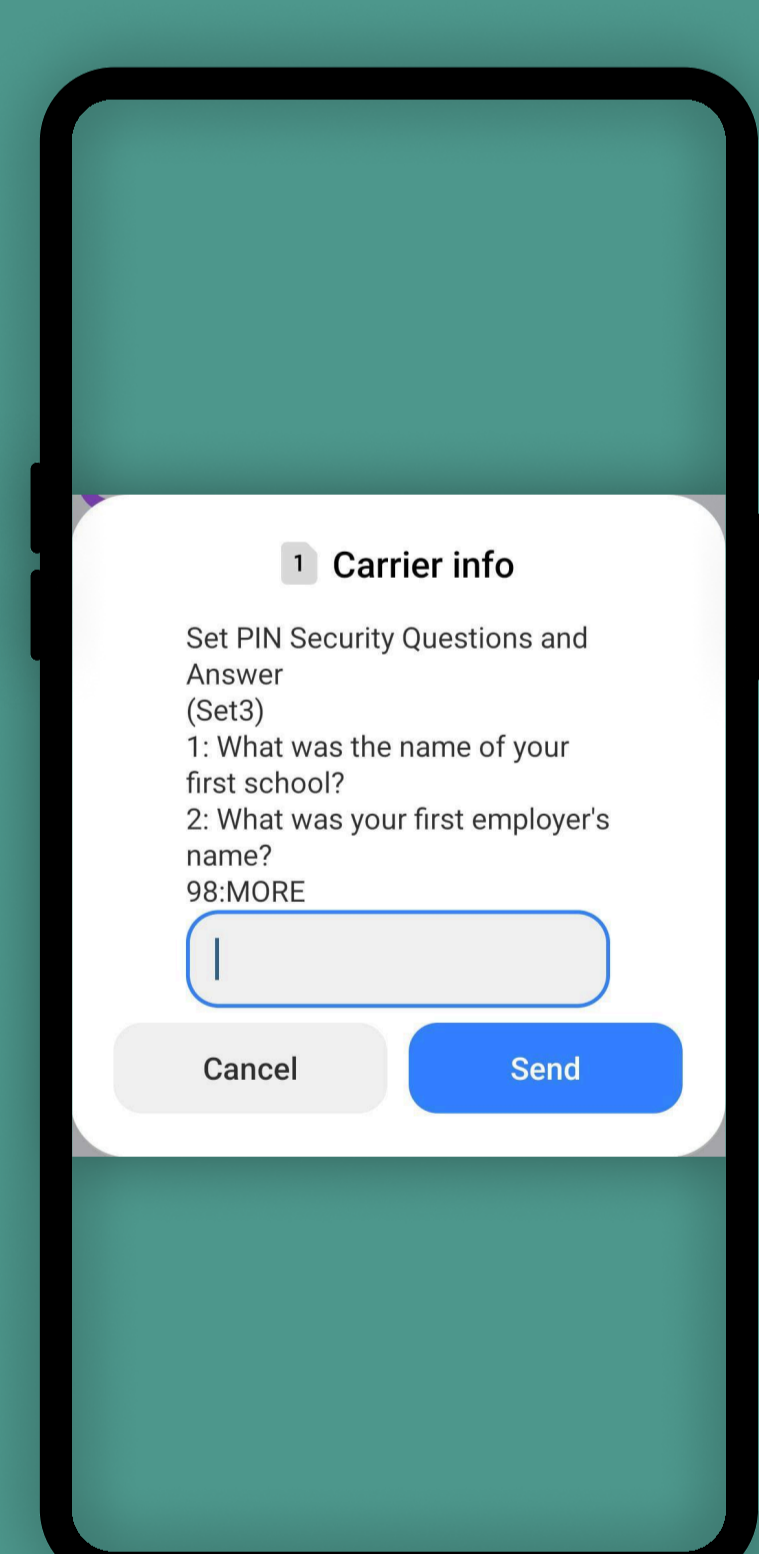 1 Carrier info
Set PIN Security Questions and
Answer
(Set3)
1: What was the name of your
first school?
2: What was your first employer's
name?
98:MORE
Cancel Send